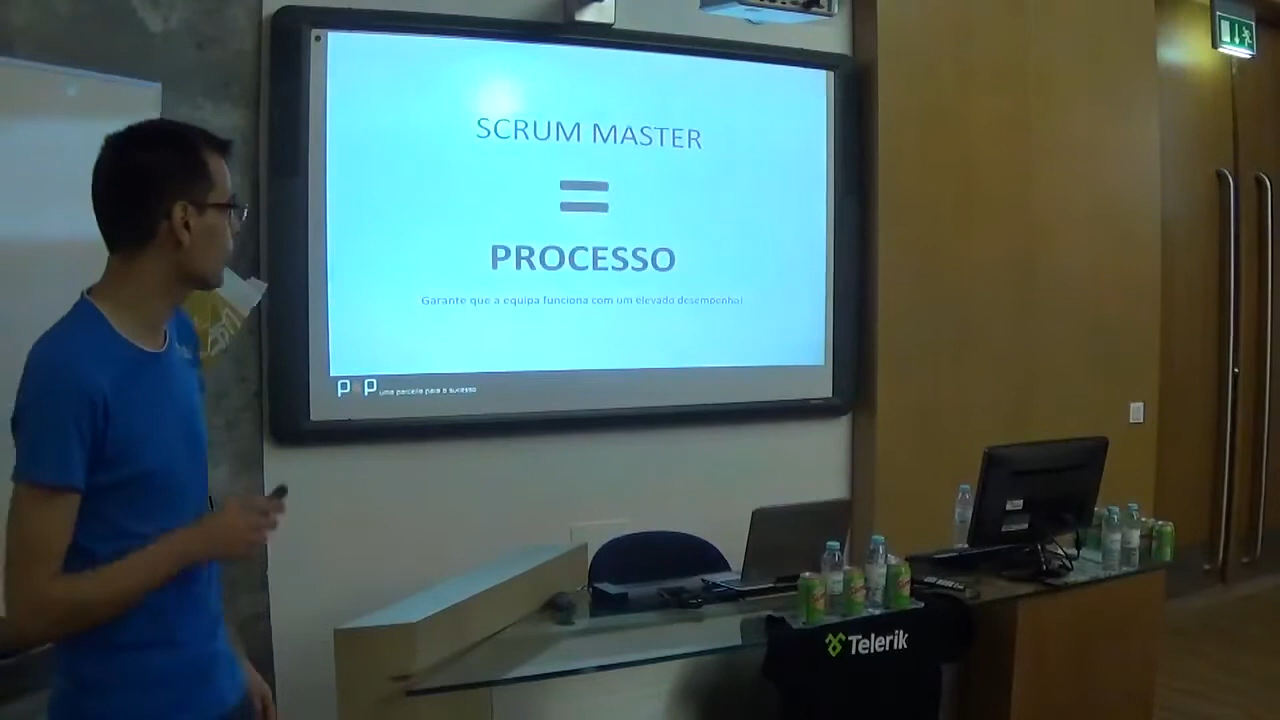 SCRUM MASTER
=
PROCESSO
Garante que a equipa funciona com um elevado desempenho!
uma parceria para o sucesso
Telerik